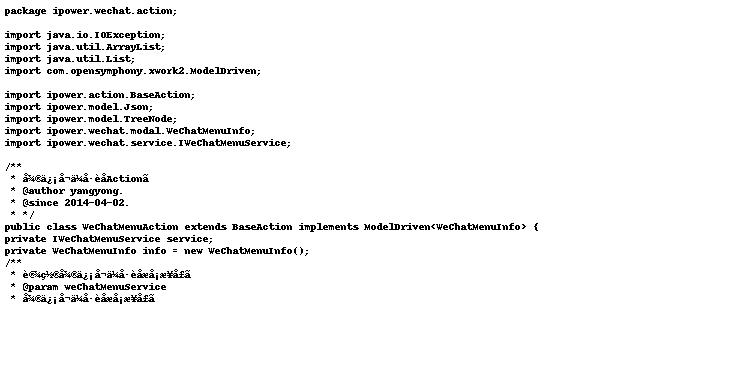 package ipower.wechat.action;
import java.io.IOException;
import java.util.ArrayList;
import java.util.List;
import com.opensymphony.xwork2.ModelDriven;
import ipower.action.BaseAction;
import ipower.model.Json;
import ipower.model.TreeNode;
import ipower.wechat.modal.WeChatMenuInfo;
import ipower.wechat.service.IWeChatMenuService;
/**
* å¾®ä¿¡å¬ä¼å·èåActionã
* @author yangyong.
* @since 2014-04-02.
* */
public class WeChatMenuAction extends BaseAction implements ModelDriven<WeChatMenuInfo> {
private IWeChatMenuService service;
private WeChatMenuInfo info = new WeChatMenuInfo();
/**
* è®¾ç½®å¾®ä¿¡å¬ä¼å·èåæå¡æ¥å£ã
* @param weChatMenuService
* å¾®ä¿¡å¬ä¼å·èåæå¡æ¥å£ã